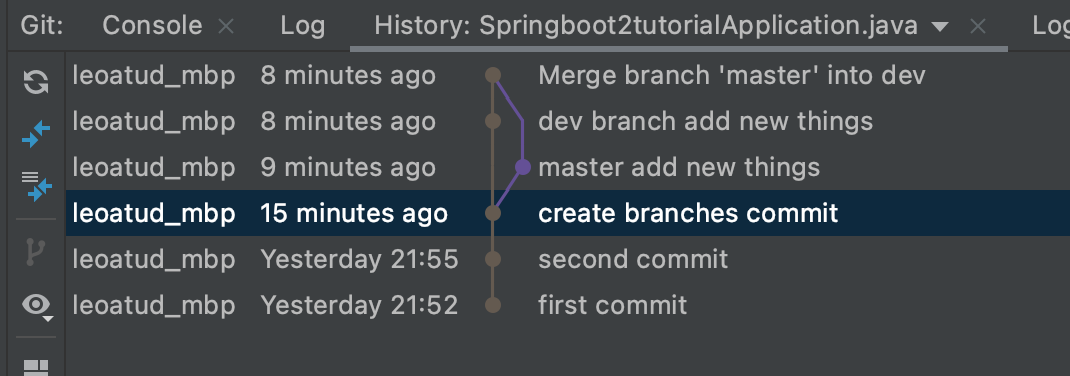 Git: Console Log History: Springboot2tutorialApplication.java Log
leoatud_mbp 8 minutes ago Merge branch 'master' into dev
leoatud_mbp 8 minutes ago dev branch add new things
leoatud_mbp 9 minutes ago master add new things
leoatud_mbp 15 minutes ago create branches commit
leoatud_mbp Yesterday 21:55 second commit
leoatud_mbp Yesterday 21:52 first commit